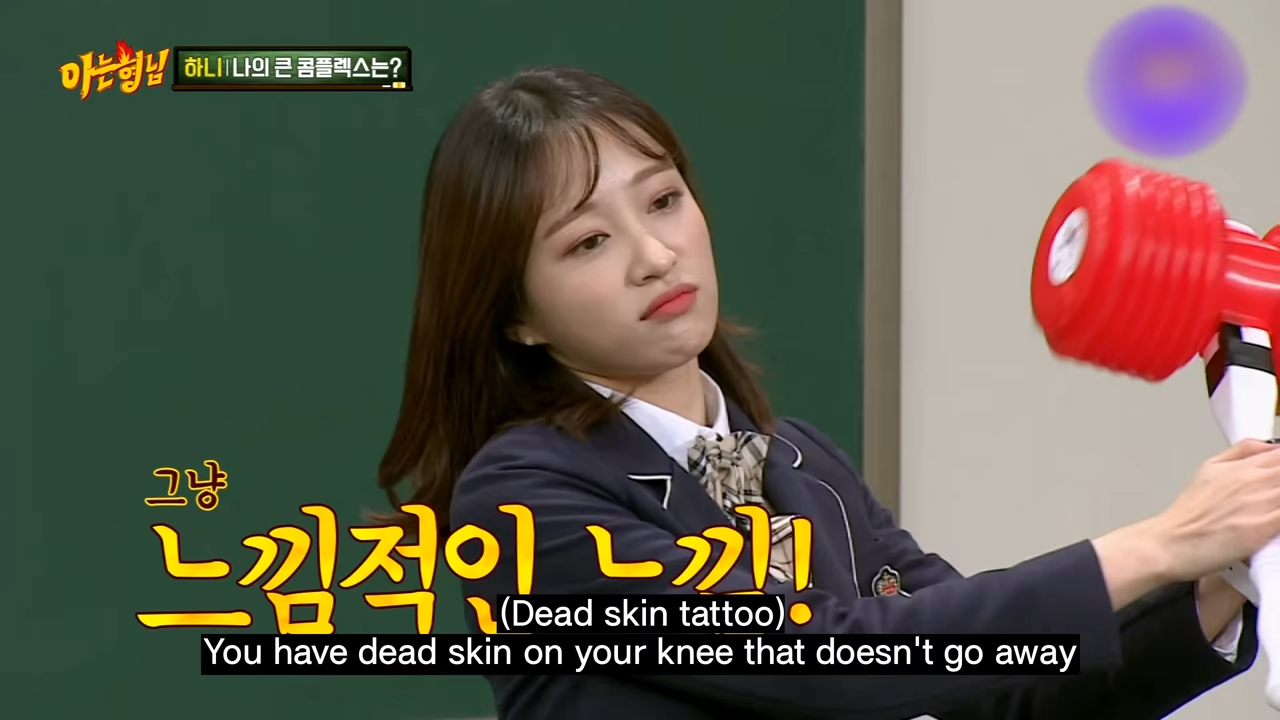 아는형님
하니 | 나의 큰 콤플렉스는?
그냥
느낌적인 느낌!
(Dead skin tattoo)
You have dead skin on your knee that doesn't go away